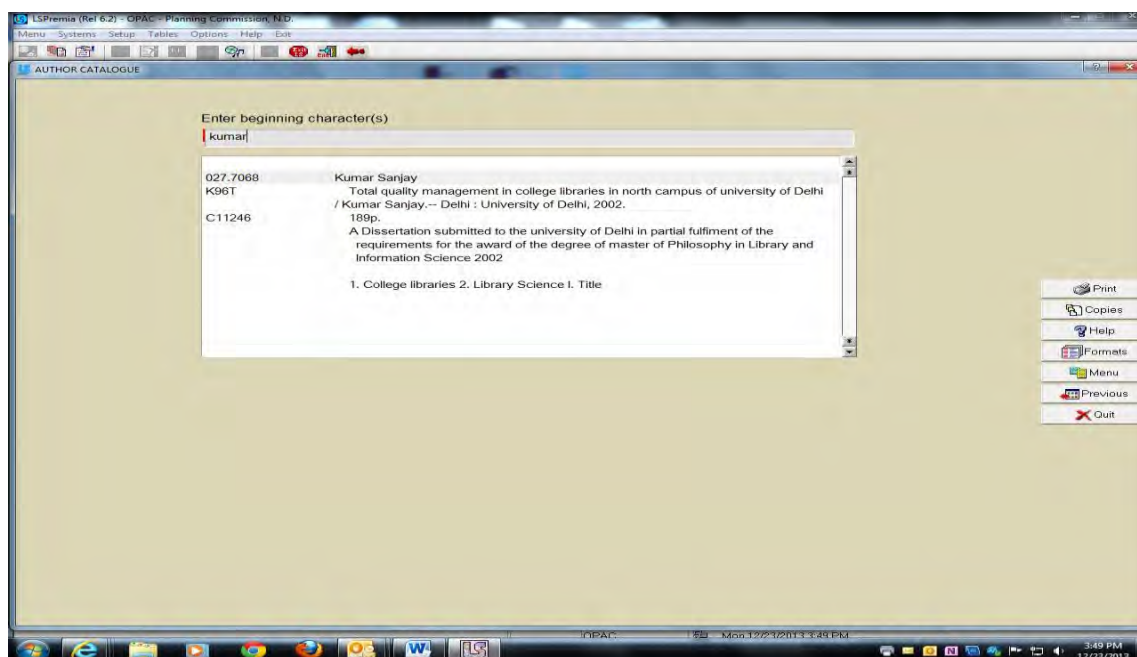 LSPremia (Rel 6.2) - OPAC - Planning Commission, N.D.
Menu Systems Setup Tables Options Help Exit
AUTHOR CATALOGUE
Enter beginning character(s)
kumar
027.7068 Kumar Sanjay
K96T Total quality management in college libraries in north campus of university of Delhi
/ Kumar Sanjay.-- Delhi : University of Delhi, 2002.
C11246 189p.
A Dissertation submitted to the university of Delhi in partial fulfiment of the
requirements for the award of the degree of master of Philosophy in Library and
Information Science 2002
1. College libraries 2. Library Science I. Title
Print
Copies
Help
Formats
Menu
Previous
Quit
OPAC Mon 12/23/2013 3:49 PM
3:49 PM
12/23/2013